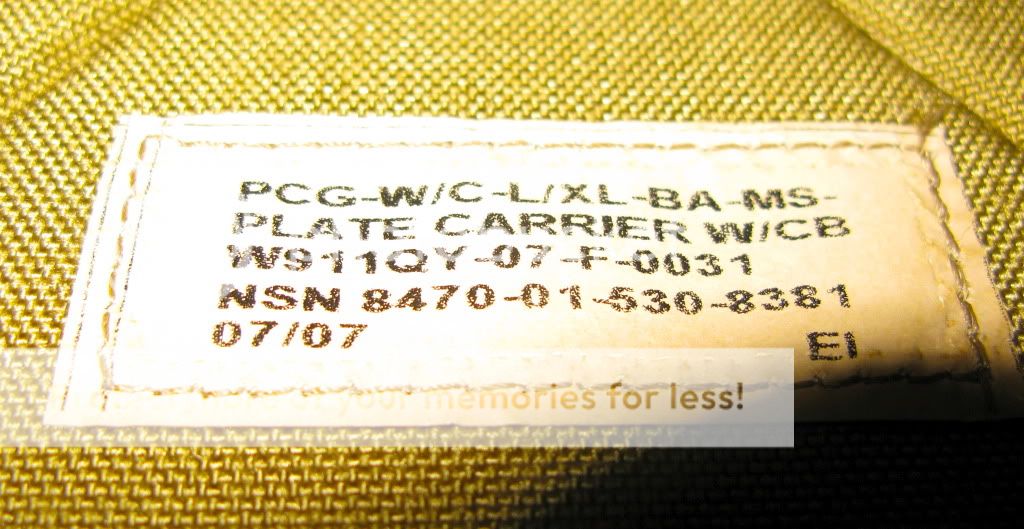 PCG-W/C-L/XL-BA-MS-
PLATE CARRIER W/CB
W911QY-07-F-0031
NSN 8470-01-530-8381
07/07
EI
of your memories for less!